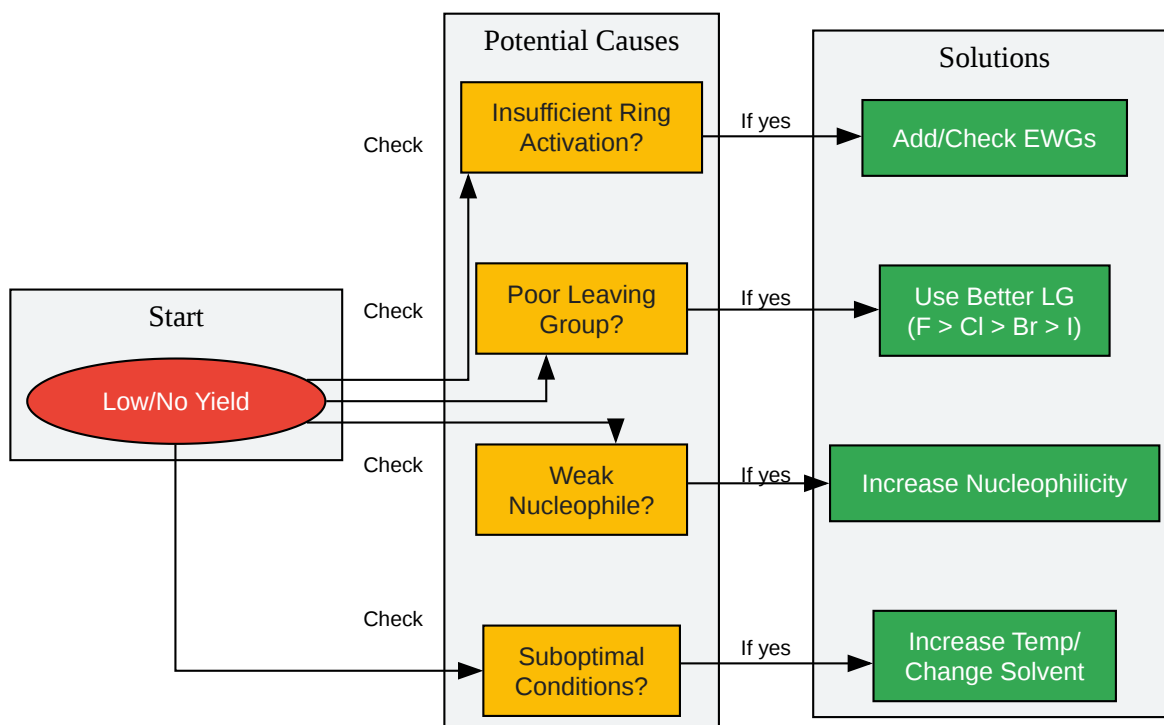 Potential Causes
Solutions
Insufficient Ring
Activation?
Check
If yes
Add/Check EWGs
Start
Low/No Yield
Check
Poor Leaving
Group?
If yes
Use Better LG
(F > Cl > Br > I)
Check
Weak
Nucleophile?
If yes
Increase Nucleophilicity
Check
Suboptimal
Conditions?
If yes
Increase Temp/
Change Solvent